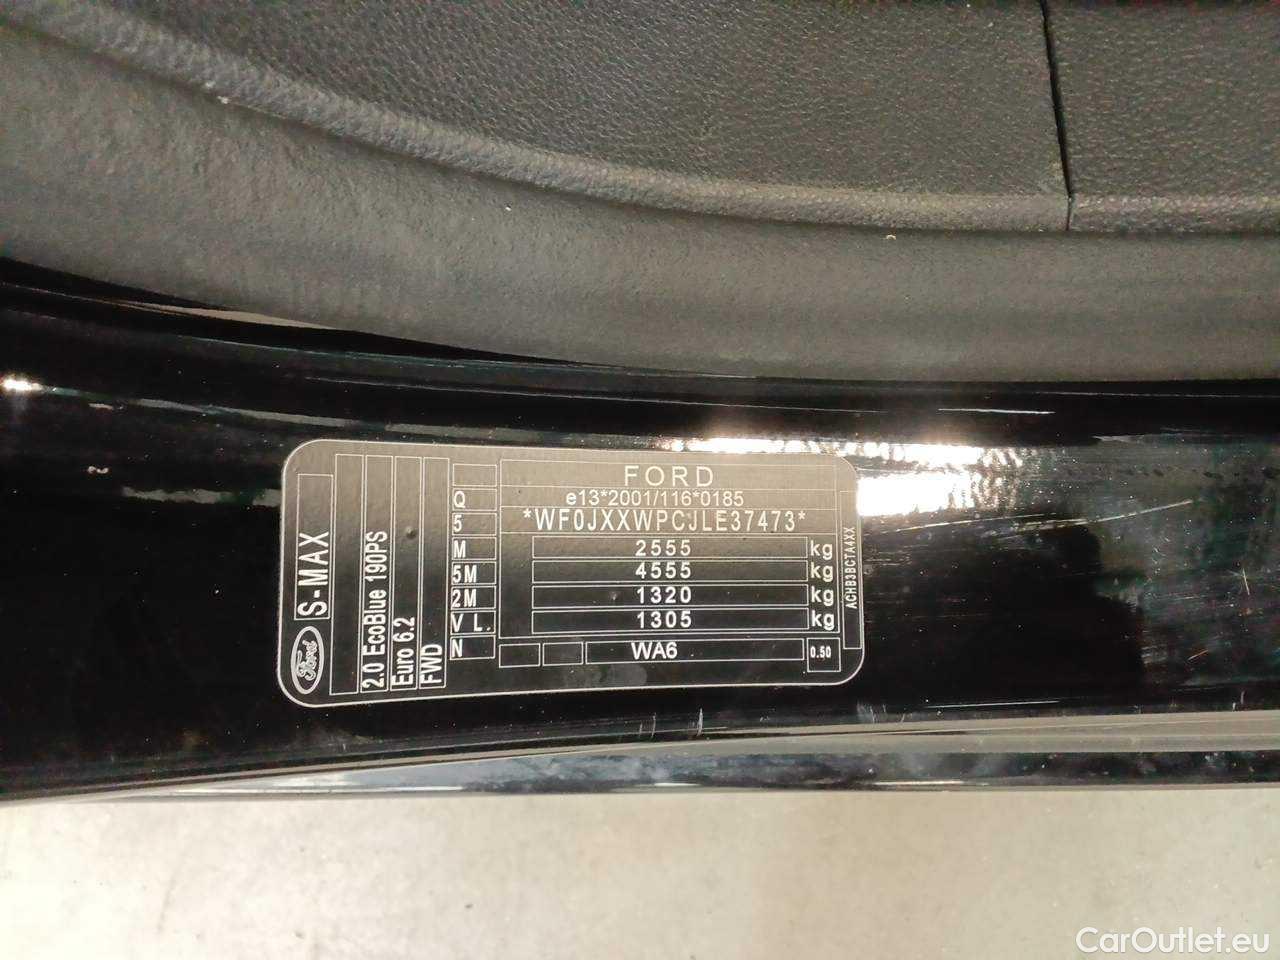 FORD
e13*2001/116*0185
*WF0JXXWPCJLE37473*
2555 kg
4555 kg
1320 kg
1305 kg
WA6
0.50
Q
5
M
5M
2M
V L.
N
S-MAX
Ford
2.0 EcoBlue 190PS
Euro 6.2
FWD
ACHB3BCTA4XX
CarOutlet.eu